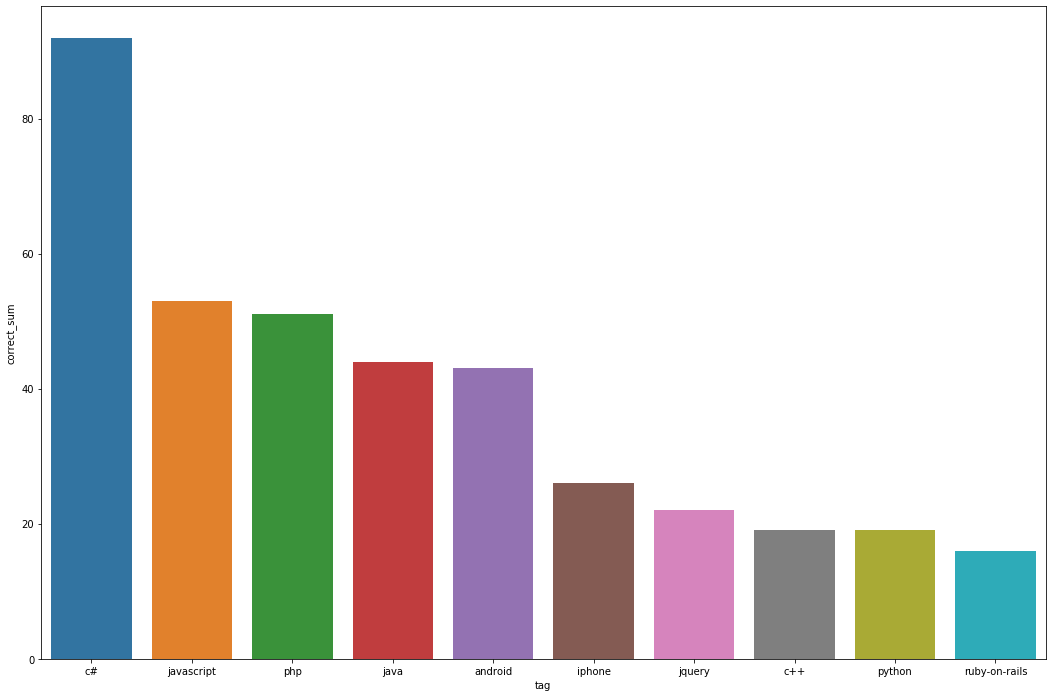 correct_sum
80
60
40
20
0
c# javascript php java android iphone jquery c++ python ruby-on-rails
tag